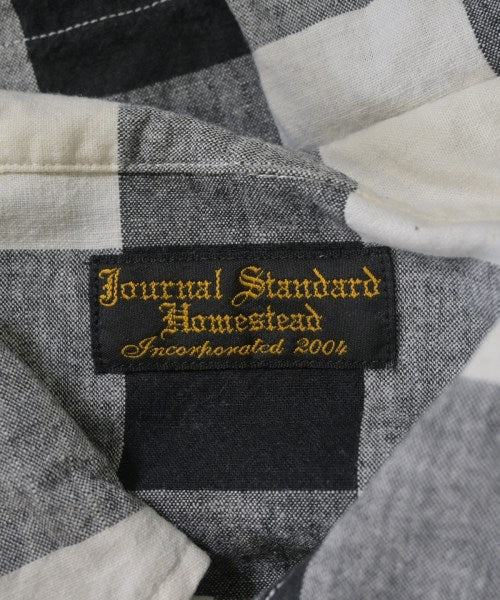 Journal Standard
Homestead
Incorporated 2004